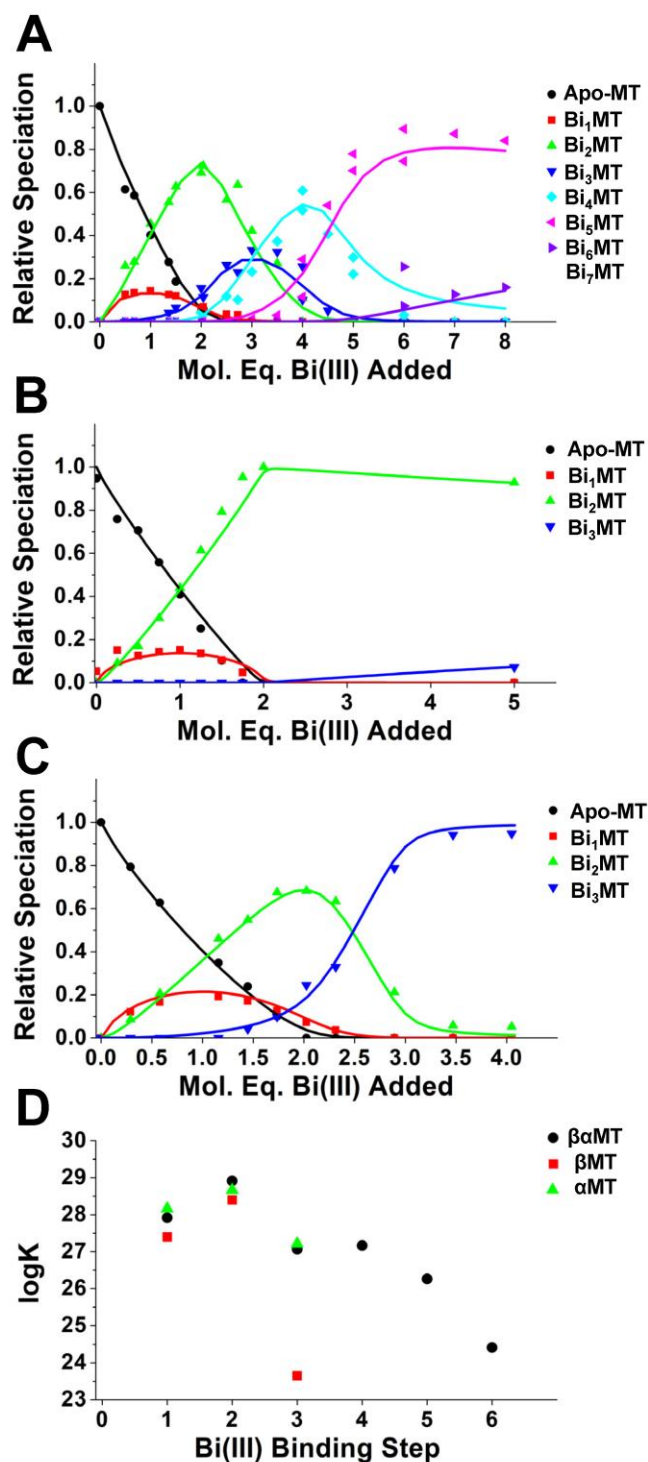 A
Relative Speciation
1.0
0.8
0.6
0.4
0.2
0.0
0 1 2 3 4 5 6 7 8
Mol. Eq. Bi(III) Added
Apo-MT
Bi₁MT
Bi₂MT
Bi₃MT
Bi₄MT
Bi₅MT
Bi₆MT
Bi₇MT
B
Relative Speciation
1.0
0.8
0.6
0.4
0.2
0.0
0 1 2 3 4 5
Mol. Eq. Bi(III) Added
Apo-MT
Bi₁MT
Bi₂MT
Bi₃MT
C
Relative Speciation
1.0
0.8
0.6
0.4
0.2
0.0
0.0 0.5 1.0 1.5 2.0 2.5 3.0 3.5 4.0
Mol. Eq. Bi(III) Added
Apo-MT
Bi₁MT
Bi₂MT
Bi₃MT
D
logK
30
29
28
27
26
25
24
23
0 1 2 3 4 5 6
Bi(III) Binding Step
βαMT
βMT
αMT